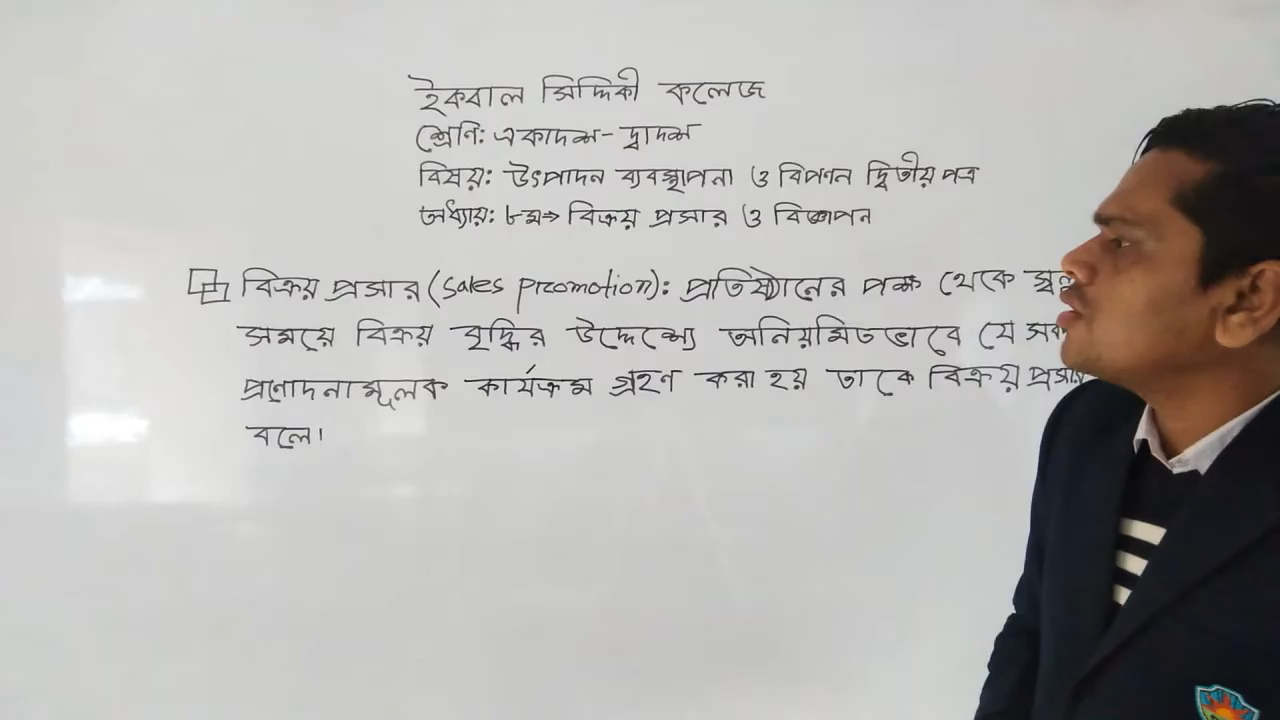 ইকবাল সিদ্দিকী কলেজ
শ্রেণি: একাদশ - দ্বাদশ
বিষয়: উৎপাদন ব্যবস্থাপনা ও বিপণন দ্বিতীয় পত্র
অধ্যায়: ৮ম → বিক্রয় প্রসার ও বিজ্ঞাপন
বিক্রয় প্রসার (Sales promotion): প্রতিষ্ঠানের পক্ষ থেকে
সময়ে বিক্রয় বৃদ্ধির উদ্দেশ্যে অনিয়মিতভাবে যে
প্রণোদনামূলক কার্যক্রম গ্রহণ করা হয় তাকে বিক্রয় প্রসার
বলে।